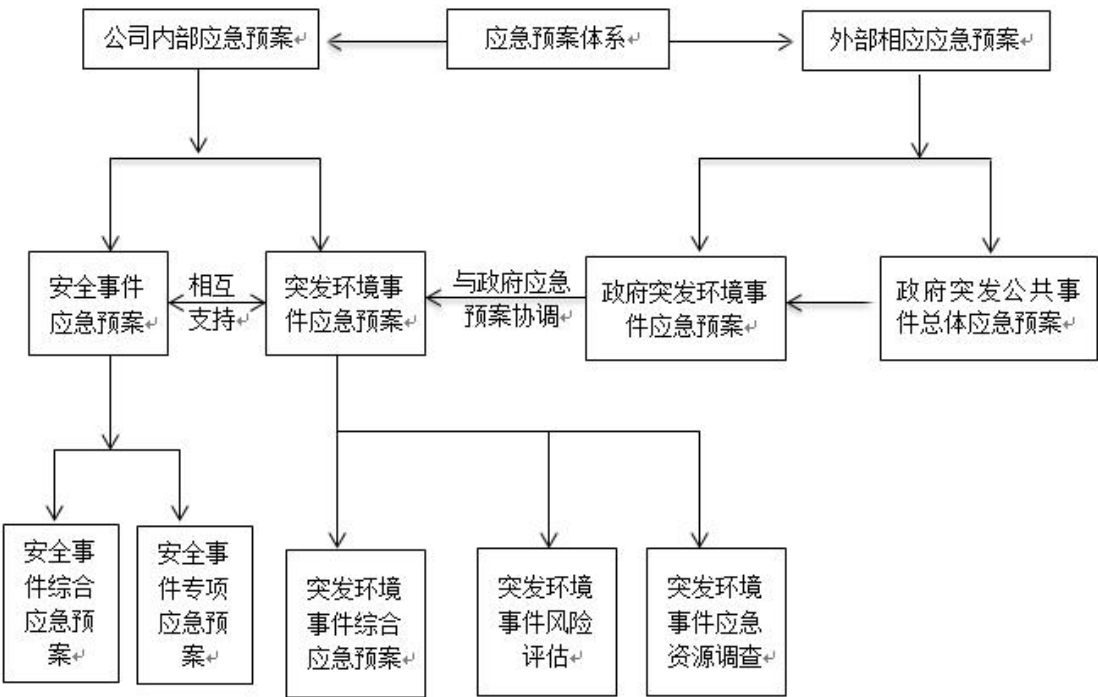 公司内部应急预案
应急预案体系
外部相应应急预案
安全事件
应急预案
相互
支持
突发环境事
件应急预案
与政府应急
预案协调
政府突发环境事
件应急预案
政府突发公共事
件总体应急预案
安全事
件综合
应急预
案
安全事
件专项
应急预
案
突发环境
事件综合
应急预案
突发环境
事件风险
评估
突发环境
事件应急
资源调查